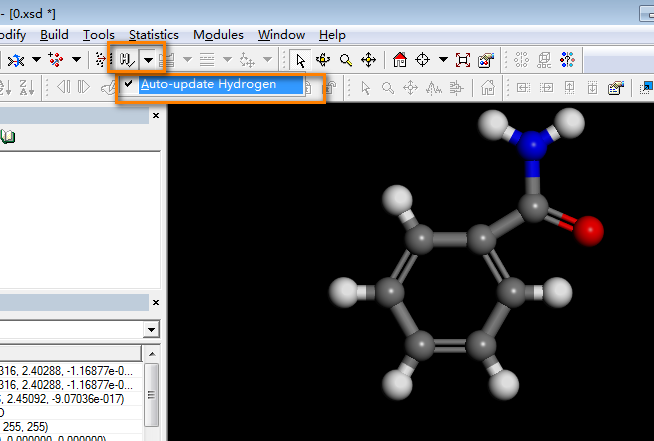 - [0.xsd *]
odify Build Tools Statistics Modules Window Help
H
Auto-update Hydrogen
316, 2.40288, -1.16877e-0...
316, 2.40288, -1.16877e-0...
, 2.45092, -9.07036e-017)
255, 255)
0.000000, 0.000000)